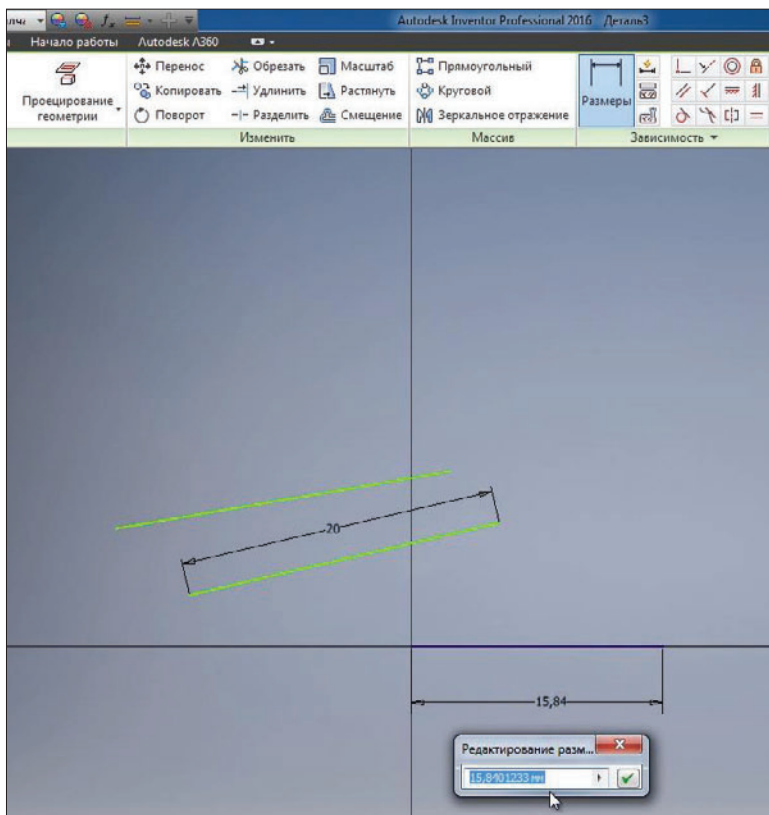 Autodesk Inventor Professional 2016 Деталь3
Начало работы Autodesk A360
Проецирование геометрии
Перенос Обрезать Масштаб
Копировать Удлинить Растянуть
Поворот Разделить Смещение
Изменить
Прямоугольный
Круговой
Зеркальное отражение
Массив
Размеры
Зависимость
20
15,84
Редактирование разм...
15,8401233 мм